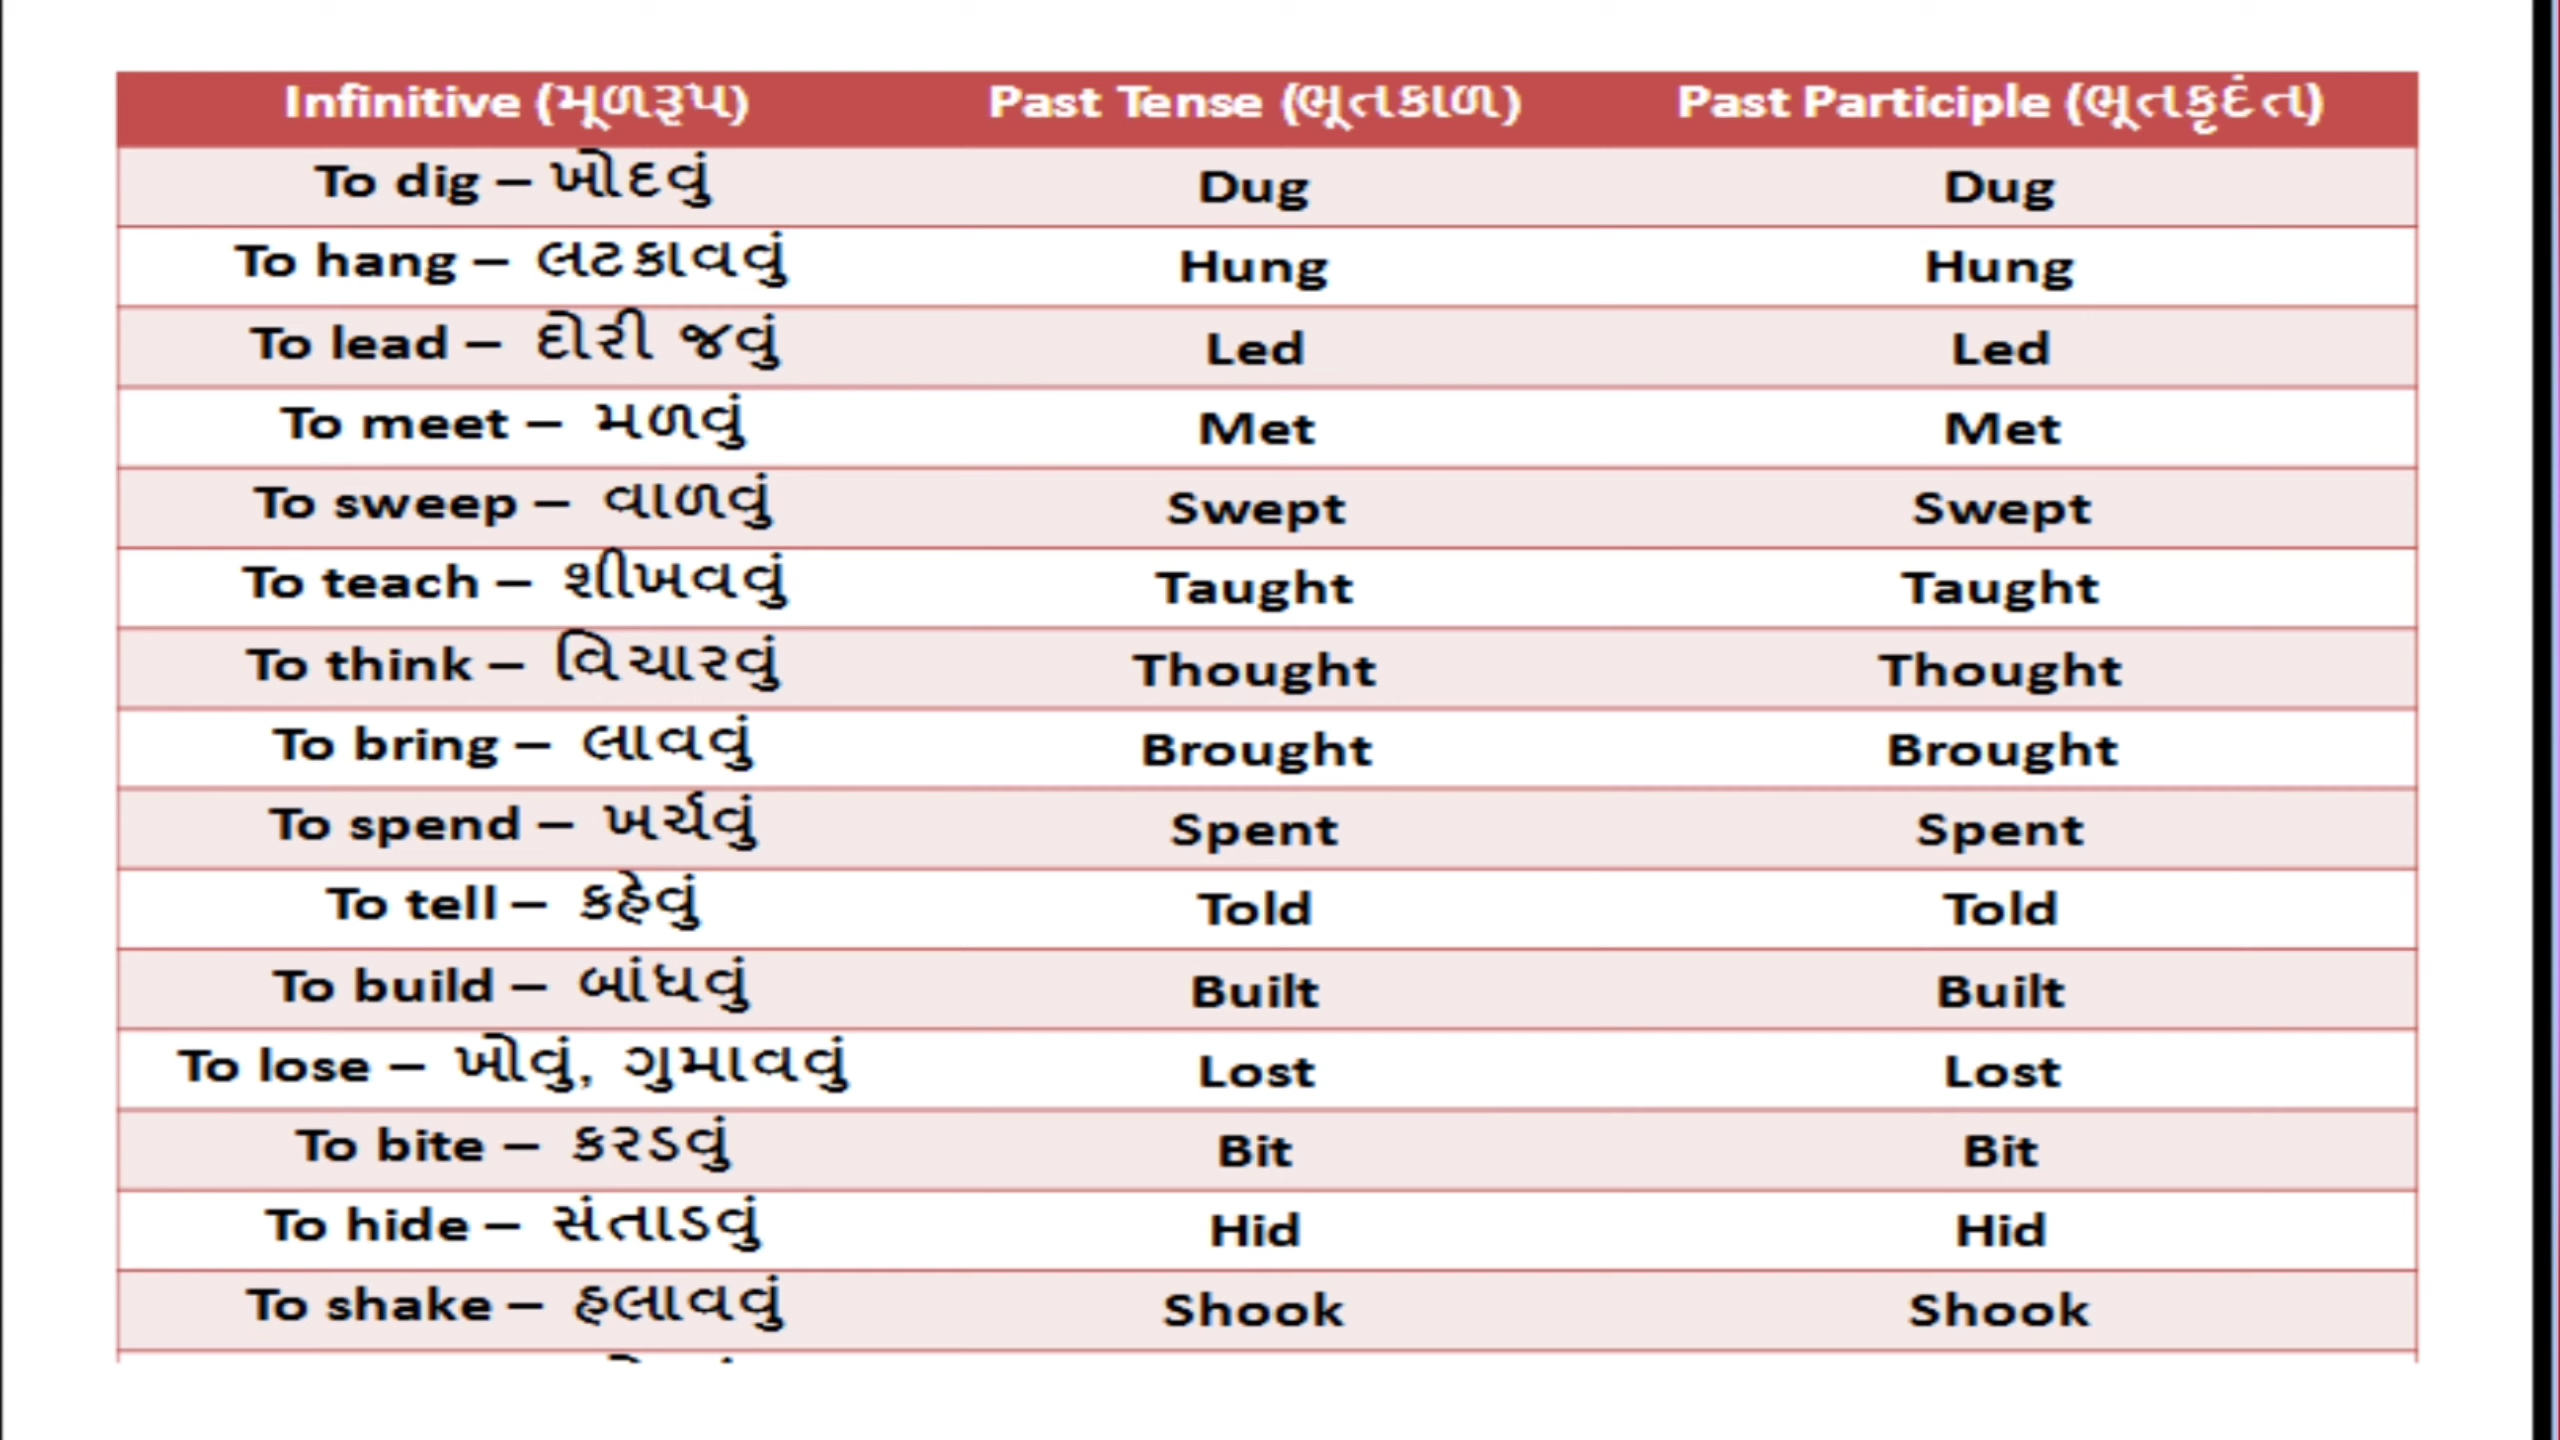 Infinitive (મૂળરૂપ) Past Tense (ભૂતકાળ) Past Participle (ભૂતકૃદંત)
To dig – ખોદવું Dug Dug
To hang – લટકાવવું Hung Hung
To lead – દોરી જવું Led Led
To meet – મળવું Met Met
To sweep – વાળવું Swept Swept
To teach – શીખવવું Taught Taught
To think – વિચારવું Thought Thought
To bring – લાવવું Brought Brought
To spend – ખર્ચવું Spent Spent
To tell – કહેવું Told Told
To build – બાંધવું Built Built
To lose – ખોવું, ગુમાવવું Lost Lost
To bite – કરડવું Bit Bit
To hide – સંતાડવું Hid Hid
To shake – હલાવવું Shook Shook